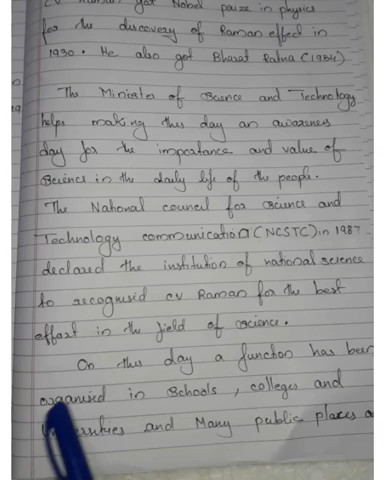 CV Raman got Nobel prize in physics
for the discovery of Raman effect in
1930. He also got Bharat Ratna (1954)
The Minister of science and Technology
helps making this day an awareness
day for the importance and value of
science in the daily life of the people.
The National council for science and
Technology communication (NCSTC) in 1987
declared the institution of national science
to recognised CV Raman for the best
effort in the field of science.
On this day a function has been
organised in Schools, colleges and
and Many public places